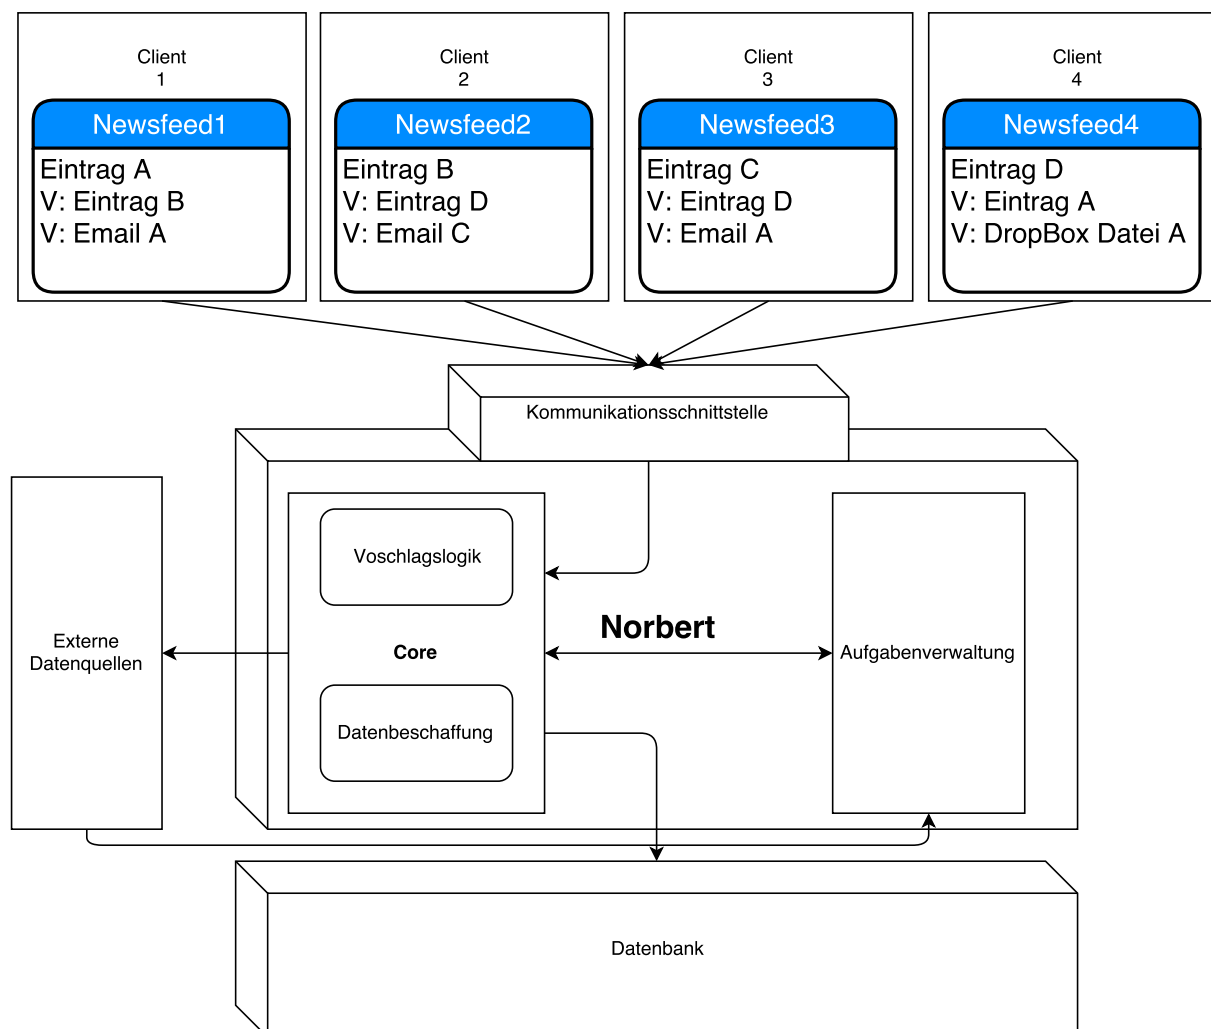 Client
1
Newsfeed1
Eintrag A
V: Eintrag B
V: Email A
Client
2
Newsfeed2
Eintrag B
V: Eintrag D
V: Email C
Client
3
Newsfeed3
Eintrag C
V: Eintrag D
V: Email A
Client
4
Newsfeed4
Eintrag D
V: Eintrag A
V: DropBox Datei A
Kommunikationsschnittstelle
Voschlagslogik
Norbert
Externe
Datenquellen
Core
Aufgabenverwaltung
Datenbeschaffung
Datenbank